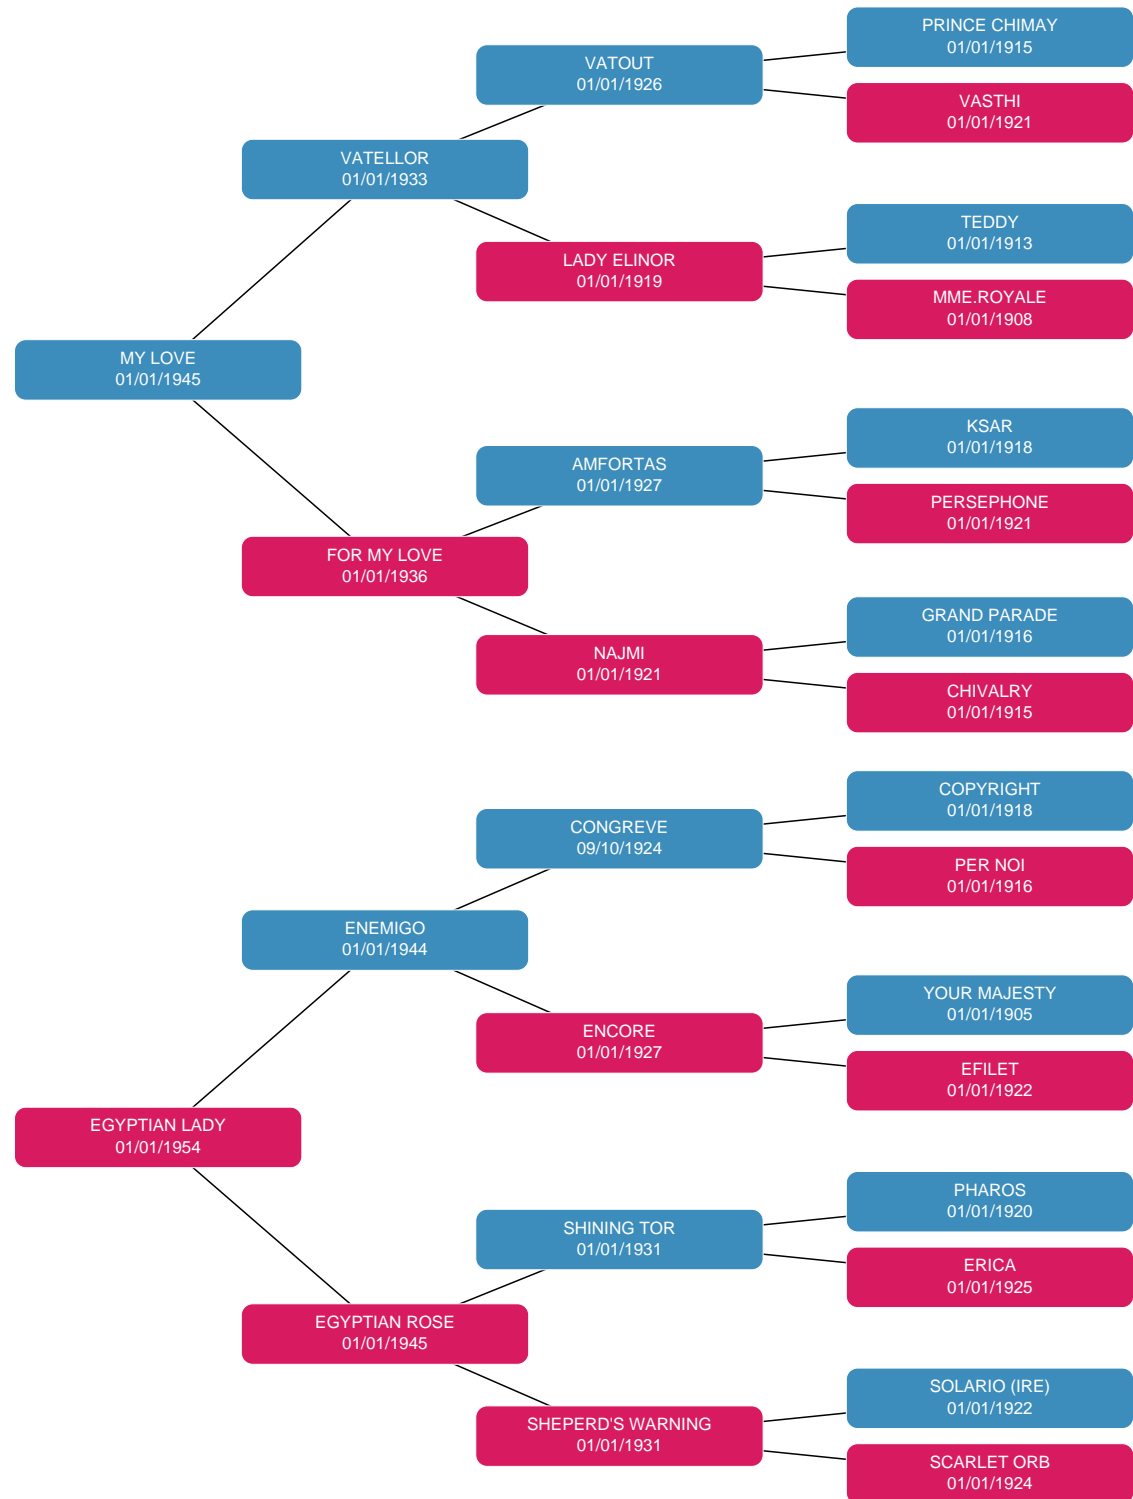 PRINCE CHIMAY
01/01/1915
VATOUT
01/01/1926
VASTHI
01/01/1921
VATELLOR
01/01/1933
TEDDY
01/01/1913
LADY ELINOR
01/01/1919
MME.ROYALE
01/01/1908
MY LOVE
01/01/1945
KSAR
01/01/1918
AMFORTAS
01/01/1927
PERSEPHONE
01/01/1921
FOR MY LOVE
01/01/1936
GRAND PARADE
01/01/1916
NAJMI
01/01/1921
CHIVALRY
01/01/1915
COPYRIGHT
01/01/1918
CONGREVE
09/10/1924
PER NOI
01/01/1916
ENEMIGO
01/01/1944
YOUR MAJESTY
01/01/1905
ENCORE
01/01/1927
EFILET
01/01/1922
EGYPTIAN LADY
01/01/1954
PHAROS
01/01/1920
SHINING TOR
01/01/1931
ERICA
01/01/1925
EGYPTIAN ROSE
01/01/1945
SOLARIO (IRE)
01/01/1922
SHEPERD'S WARNING
01/01/1931
SCARLET ORB
01/01/1924